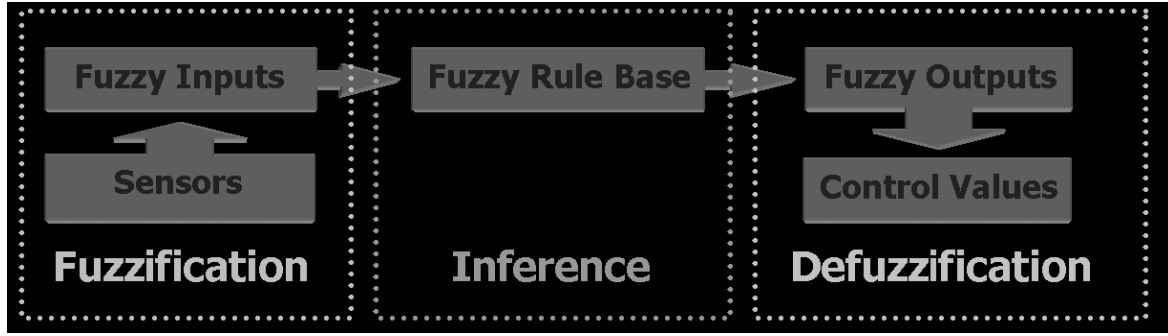 Fuzzy Inputs
Fuzzy Rule Base
Fuzzy Outputs
Sensors
Control Values
Fuzzification
Inference
Defuzzification